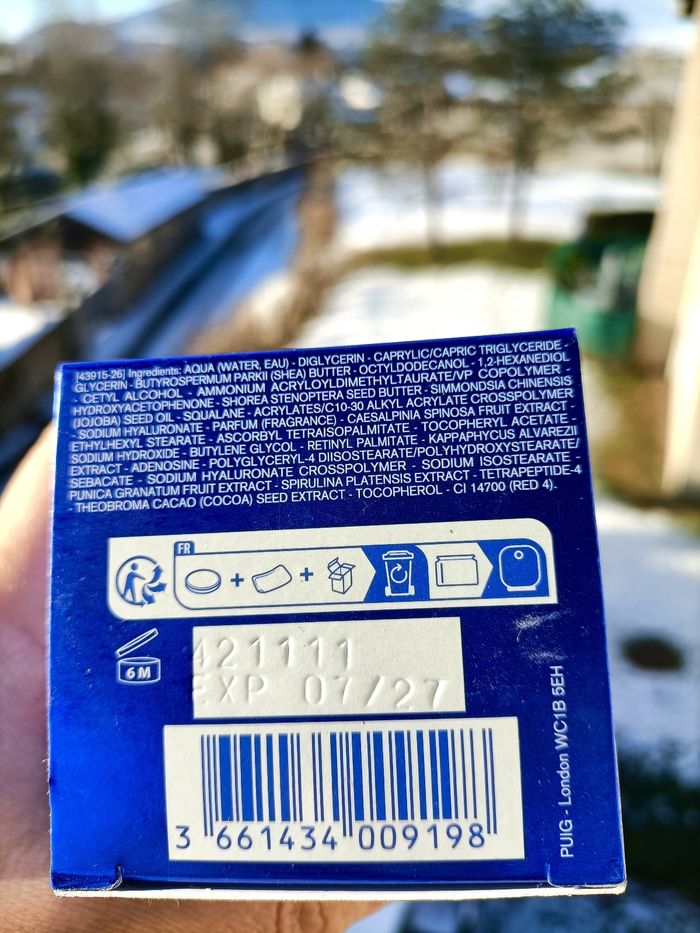 [43915-26] Ingredients: AQUA (WATER, EAU) - DIGLYCERIN - CAPRYLIC/CAPRIC TRIGLYCERIDE -
GLYCERIN - BUTYROSPERMUM PARKII (SHEA) BUTTER - OCTYLDODECANOL - 1,2-HEXANEDIOL
- CETYL ALCOHOL - AMMONIUM ACRYLOYLDIMETHYLTAURATE/VP COPOLYMER -
HYDROXYACETOPHENONE - SHOREA STENOPTERA SEED BUTTER - SIMMONDSIA CHINENSIS
(JOJOBA) SEED OIL - SQUALANE - ACRYLATES/C10-30 ALKYL ACRYLATE CROSSPOLYMER
- SODIUM HYALURONATE - PARFUM (FRAGRANCE) - CAESALPINIA SPINOSA FRUIT EXTRACT -
ETHYLHEXYL STEARATE - ASCORBYL TETRAISOPALMITATE - TOCOPHERYL ACETATE -
SODIUM HYDROXIDE - BUTYLENE GLYCOL - RETINYL PALMITATE - KAPPAPHYCUS ALVAREZII
EXTRACT - ADENOSINE - POLYGLYCERYL-4 DIISOSTEARATE/POLYHYDROXYSTEARATE/
SEBACATE - SODIUM HYALURONATE CROSSPOLYMER - SODIUM ISOSTEARATE -
PUNICA GRANATUM FRUIT EXTRACT - SPIRULINA PLATENSIS EXTRACT - TETRAPEPTIDE-4
- THEOBROMA CACAO (COCOA) SEED EXTRACT - TOCOPHEROL - CI 14700 (RED 4).
FR
+ +
6 M
421111
EXP 07/27
3 661434 009198
PUIG - London WC1B 5EH